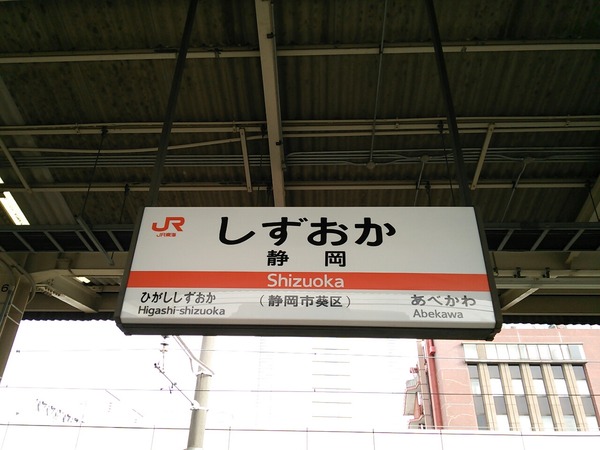 JR
JR東海
しずおか
静岡
Shizuoka
ひがししずおか
Higashi-shizuoka
（静岡市葵区）
あべかわ
Abekawa
6